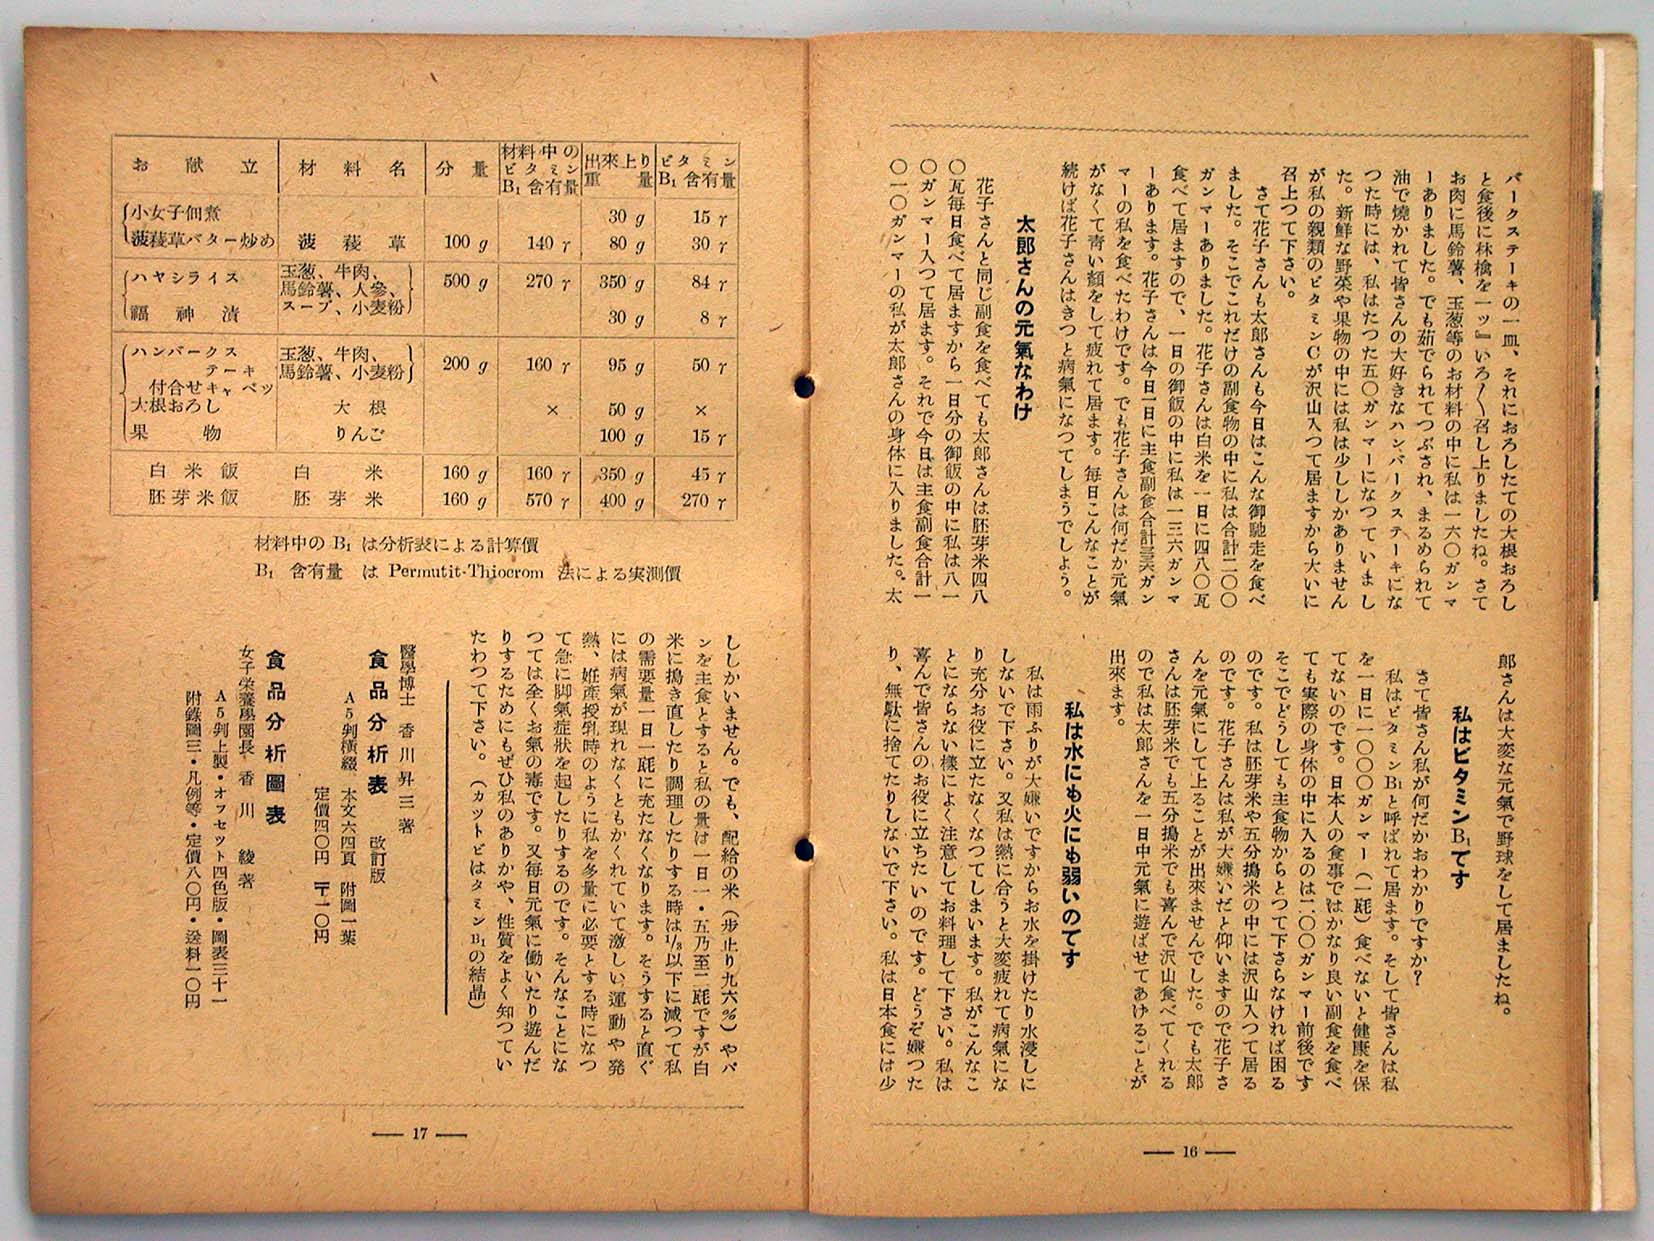 バークステーキの一皿、それにおろしたての大根おろし
と食後に林檎を一ッ』いろ〳〵召し上りましたね。さて
お肉に馬鈴薯、玉葱等のお材料の中に私は一六〇ガンマ
ーありました。でも茹でられてつぶされ、まるめられて
油で燒かれて皆さんの大好きなハンバークステーキにな
つた時には、私はたつた五〇ガンマーになつていまし
た。新鮮な野菜や果物の中には私は少ししかありません
が私の親類のビタミンCが沢山入つて居ますから大いに
召上つて下さい。
さて花子さんも太郎さんも今日はこんな御馳走を食べ
ました。そこでこれだけの副食物の中に私は合計二〇〇
ガンマーありました。花子さんは白米を一日に四八〇瓦
食べて居ますので、一日の御飯の中に私は一三六ガンマ
ーあります。花子さんは今日一日に主食副食合計三三六ガン
マーの私を食べたわけです。でも花子さんは何だか元氣
がなくて青い顏をして疲れて居ます。毎日こんなことが
続けば花子さんはきつと病氣になつてしまうでしよう。
太郎さんの元氣なわけ
花子さんと同じ副食を食べても太郎さんは胚芽米四八
〇瓦毎日食べて居ますから一日分の御飯の中に私は八一
〇ガンマー入つて居ます。それで今日は主食副食合計一
〇一〇ガンマーの私が太郎さんの身体に入りました。太
郎さんは大変な元氣で野球をして居ましたね。
私はビタミンB₁です
さて皆さん私が何だかおわかりですか？
私はビタミンB₁と呼ばれて居ます。そして皆さんは私
を一日に一〇〇〇ガンマー（一瓱）食べないと健康を保
てないのです。日本人の食事ではかなり良い副食を食べ
ても実際の身体の中に入るのは二〇〇ガンマー前後です
そこでどうしても主食物からとつて下さらなければ困る
のです。私は胚芽米や五分搗米の中には沢山入つて居る
のです。花子さんは私が大嫌いだと仰いますので花子さ
んを元氣にして上ることが出來ませんでした。でも太郎
さんは胚芽米でも五分搗米でも喜んで沢山食べてくれる
ので私は太郎さんを一日中元氣に遊ばせてあけることが
出來ます。
私は水にも火にも弱いのです
私は雨ふりが大嫌いですからお水を掛けたり水浸しに
しないで下さい。又私は熱に合うと大変疲れて病氣にな
り充分お役に立たなくなつてしまいます。私がこんなこ
とにならない樣によく注意してお料理して下さい。私は
喜んで皆さんのお役に立ちたいのです。どうぞ嫌つた
り、無駄に捨てたりしないで下さい。私は日本食には少
16
お献立 材料名 分量 材料中のビタミンB₁含有量 出來上り重量 ビタミンB₁含有量
小女子佃煮 30 g 15 γ
菠薐草バター炒め 菠薐草 100 g 140 γ 80 g 30 γ
ハヤシライス 玉葱、牛肉、馬鈴薯、人參、スープ、小麦粉 500 g 270 γ 350 g 84 γ
福神漬 30 g 8 γ
ハンバークステーキ 玉葱、牛肉、馬鈴薯、小麦粉 200 g 160 γ 95 g 50 γ
付合せキャベツ
大根おろし 大根 × 50 g ×
果物 りんご 100 g 15 γ
白米飯 白米 160 g 160 γ 350 g 45 γ
胚芽米飯 胚芽米 160 g 570 γ 400 g 270 γ
材料中の B₁ は分析表による計算價
B₁ 含有量 は Permutit-Thiocrom 法による実測價
ししかいません。でも、配給の米（歩止り九六％）やパ
ンを主食とすると私の量は一日一・五乃至二瓱ですが白
米に搗き直したり調理したりする時は⅓以下に減つて私
の需要量一日一瓱に充たなくなります。そうすると直ぐ
には病氣が現れなくともかくれていて激しい運動や発
熱、姙産授乳時のように私を多量に必要とする時になつ
て急に脚氣症狀を起したりするのです。そんなことにな
つては全くお氣の毒です。又毎日元氣に働いたり遊んだ
りするためにもぜひ私のありかや、性質をよく知つてい
たわつて下さい。（カットビはタミンB₁の結晶）
醫學博士 香川昇三著
食品分析表 改訂版
A5判橫綴 本文六四頁 附圖一葉
定價四〇円 〒一〇円
食品分析圖表
女子栄養學園長 香川綾著
A5判上製・オフセット四色版・圖表三十一
附錄圖三・凡例等・定價八〇円・送料一〇円
17